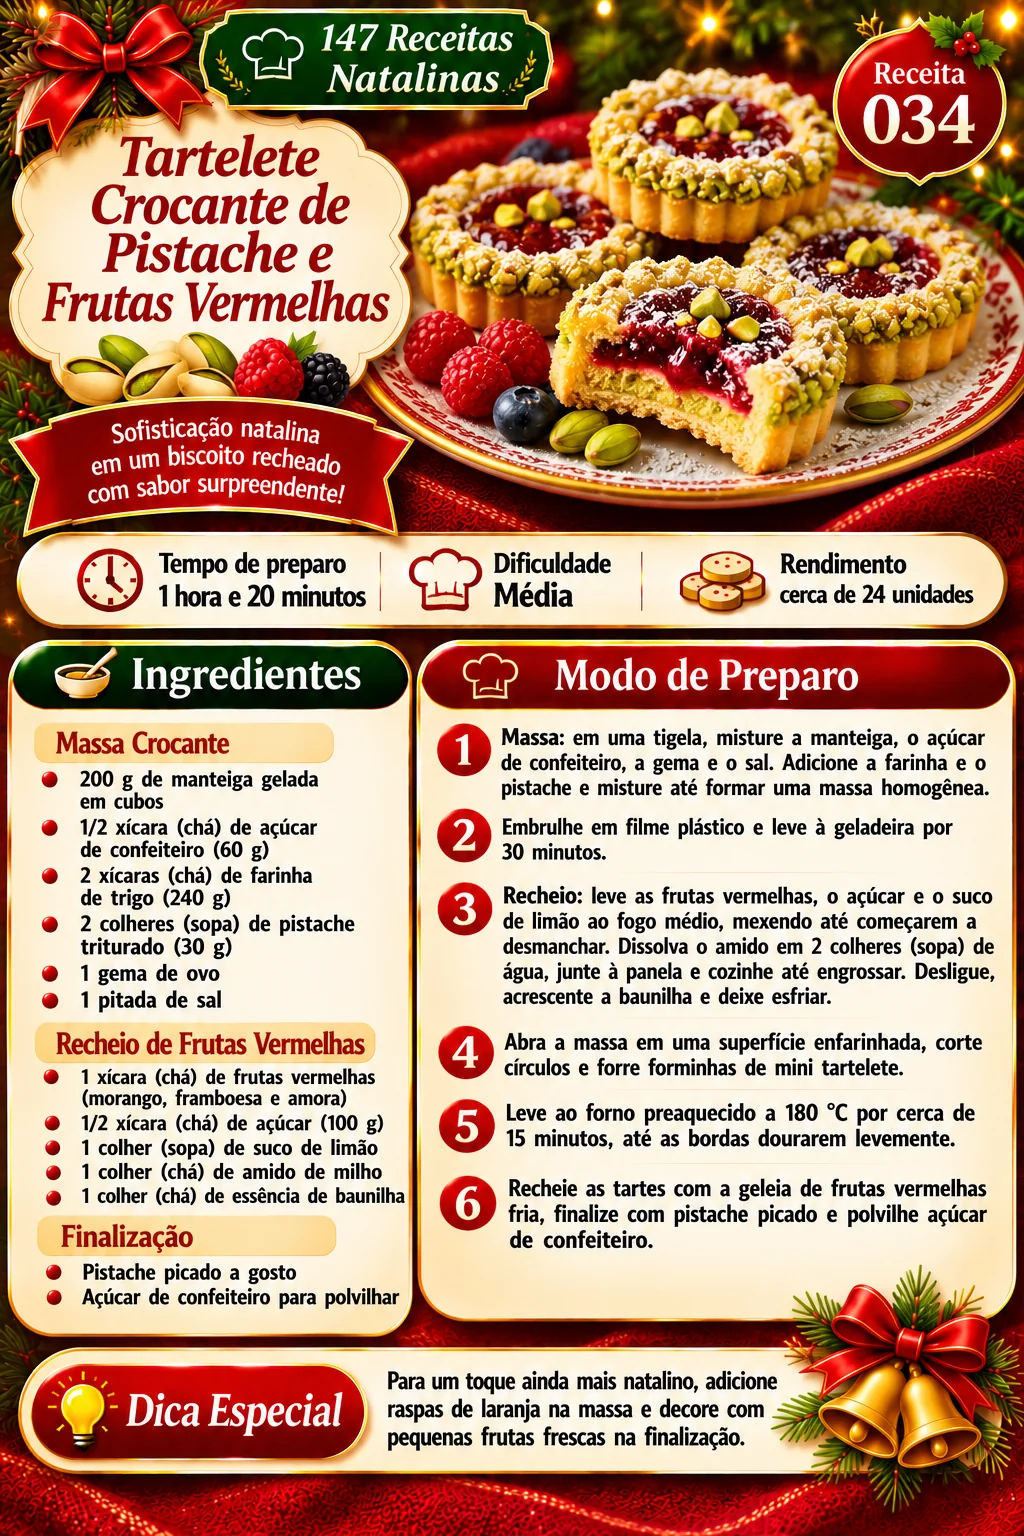 147 Receitas
Natalinas
Receita
034
Tartelete
Crocante de
Pistache e
Frutas Vermelhas
Sofisticação natalina
em um biscoito recheado
com sabor surpreendente!
Tempo de preparo
1 hora e 20 minutos
Dificuldade
Média
Rendimento
cerca de 24 unidades
Ingredientes
Massa Crocante
200 g de manteiga gelada
em cubos
1/2 xícara (chá) de açúcar
de confeiteiro (60 g)
2 xícaras (chá) de farinha
de trigo (240 g)
2 colheres (sopa) de pistache
triturado (30 g)
1 gema de ovo
1 pitada de sal
Recheio de Frutas Vermelhas
1 xícara (chá) de frutas vermelhas
(morango, framboesa e amora)
1/2 xícara (chá) de açúcar (100 g)
1 colher (sopa) de suco de limão
1 colher (chá) de amido de milho
1 colher (chá) de essência de baunilha
Finalização
Pistache picado a gosto
Açúcar de confeiteiro para polvilhar
Modo de Preparo
1 Massa: em uma tigela, misture a manteiga, o açúcar
de confeiteiro, a gema e o sal. Adicione a farinha e o
pistache e misture até formar uma massa homogênea.
2 Embrulhe em filme plástico e leve à geladeira por
30 minutos.
3 Recheio: leve as frutas vermelhas, o açúcar e o suco
de limão ao fogo médio, mexendo até começarem a
desmanchar. Dissolva o amido em 2 colheres (sopa) de
água, junte à panela e cozinhe até engrossar. Desligue,
acrescente a baunilha e deixe esfriar.
4 Abra a massa em uma superfície enfarinhada, corte
círculos e forre forminhas de mini tartelete.
5 Leve ao forno preaquecido a 180 °C por cerca de
15 minutos, até as bordas dourarem levemente.
6 Recheie as tartes com a geleia de frutas vermelhas
fria, finalize com pistache picado e polvilhe açúcar
de confeiteiro.
Dica Especial
Para um toque ainda mais natalino, adicione
raspas de laranja na massa e decore com
pequenas frutas frescas na finalização.